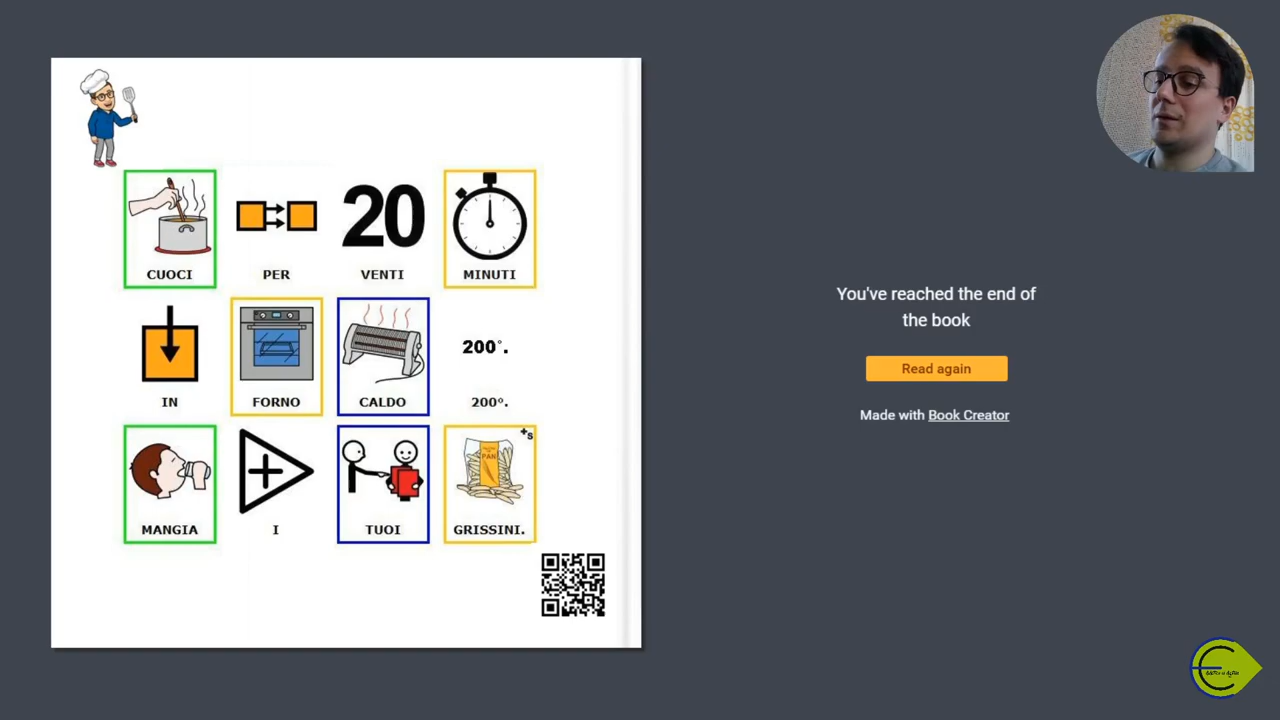 20
CUOCI PER VENTI MINUTI
200°.
IN FORNO CALDO 200°.
+s
PAN
MANGIA I TUOI GRISSINI.
You've reached the end of
the book
Read again
Made with Book Creator